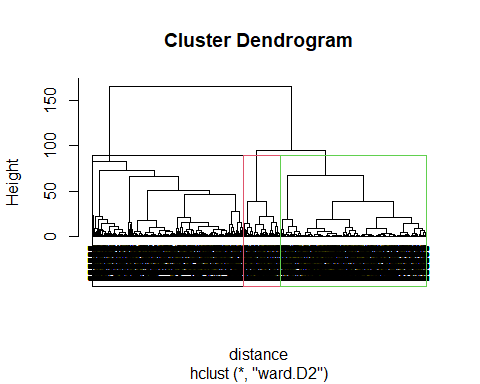 Cluster Dendrogram
Height
150
100
50
0
distance
hclust (*, "ward.D2")